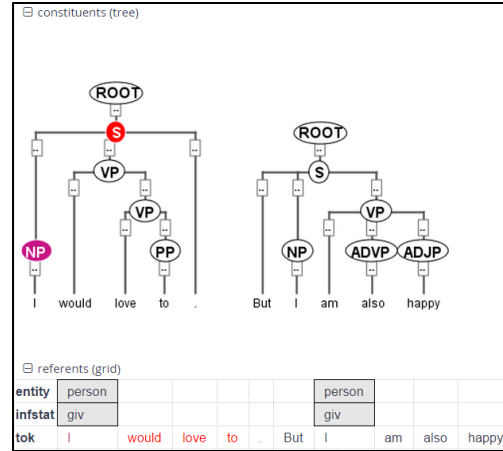 constituents (tree)
ROOT
S ROOT
VP S
VP VP
NP PP NP ADVP ADJP
I would love to . But I am also happy
referents (grid)
entity person person
infstat giv giv
tok I would love to . But I am also happy